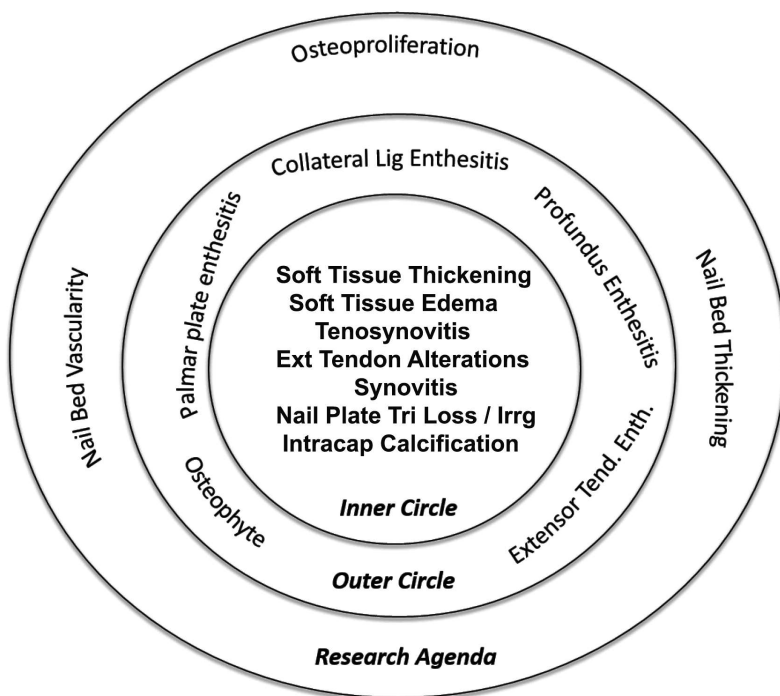 Osteoproliferation
Collateral Lig Enthesitis
Palmar plate enthesitis
Profundus Enthesitis
Nail Bed Vascularity
Nail Bed Thickening
Soft Tissue Thickening
Soft Tissue Edema
Tenosynovitis
Ext Tendon Alterations
Synovitis
Nail Plate Tri Loss / Irrg
Intracap Calcification
Osteophyte
Extensor Tend. Enth.
Inner Circle
Outer Circle
Research Agenda